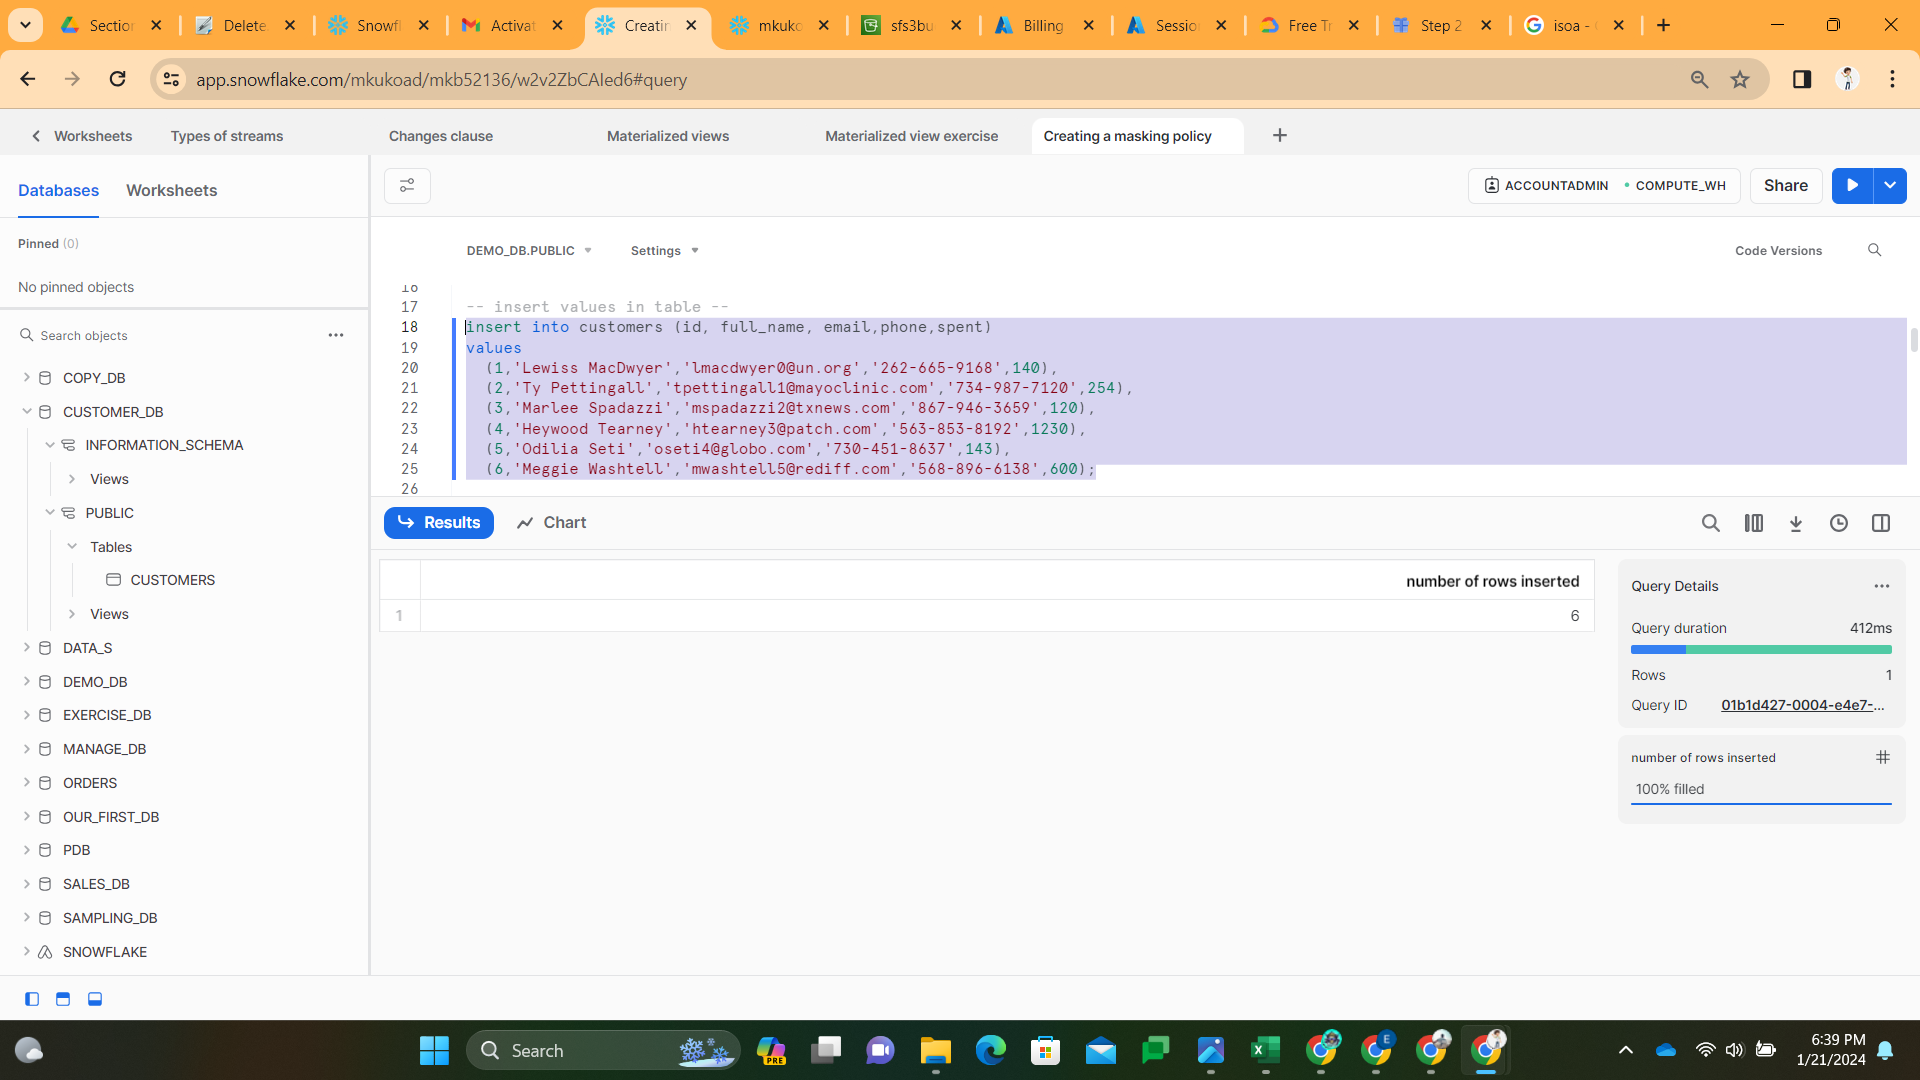 Section
Delete
Snowfl
Activat
Creatin
mkuko
sfs3bu
Billing
Sessio
Free Tr
Step 2
isoa -
app.snowflake.com/mkukoad/mkb52136/w2v2ZbCAIed6#query
Worksheets
Types of streams
Changes clause
Materialized views
Materialized view exercise
Creating a masking policy
Databases
Worksheets
ACCOUNTADMIN
COMPUTE_WH
Share
Pinned (0)
No pinned objects
DEMO_DB.PUBLIC
Settings
Code Versions
Search objects
COPY_DB
CUSTOMER_DB
INFORMATION_SCHEMA
Views
PUBLIC
Tables
CUSTOMERS
Views
DATA_S
DEMO_DB
EXERCISE_DB
MANAGE_DB
ORDERS
OUR_FIRST_DB
PDB
SALES_DB
SAMPLING_DB
SNOWFLAKE
16
17 -- insert values in table --
18 insert into customers (id, full_name, email,phone,spent)
19 values
20 (1,'Lewiss MacDwyer','lmacdwyer0@un.org','262-665-9168',140),
21 (2,'Ty Pettingall','tpettingall1@mayoclinic.com','734-987-7120',254),
22 (3,'Marlee Spadazzi','mspadazzi2@txnews.com','867-946-3659',120),
23 (4,'Heywood Tearney','htearney3@patch.com','563-853-8192',1230),
24 (5,'Odilia Seti','oseti4@globo.com','730-451-8637',143),
25 (6,'Meggie Washtell','mwashtell5@rediff.com','568-896-6138',600);
26
Results
Chart
number of rows inserted
1 6
Query Details
Query duration 412ms
Rows 1
Query ID 01b1d427-0004-e4e7-...
number of rows inserted
100% filled
Search
PRE
E
6:39 PM
1/21/2024